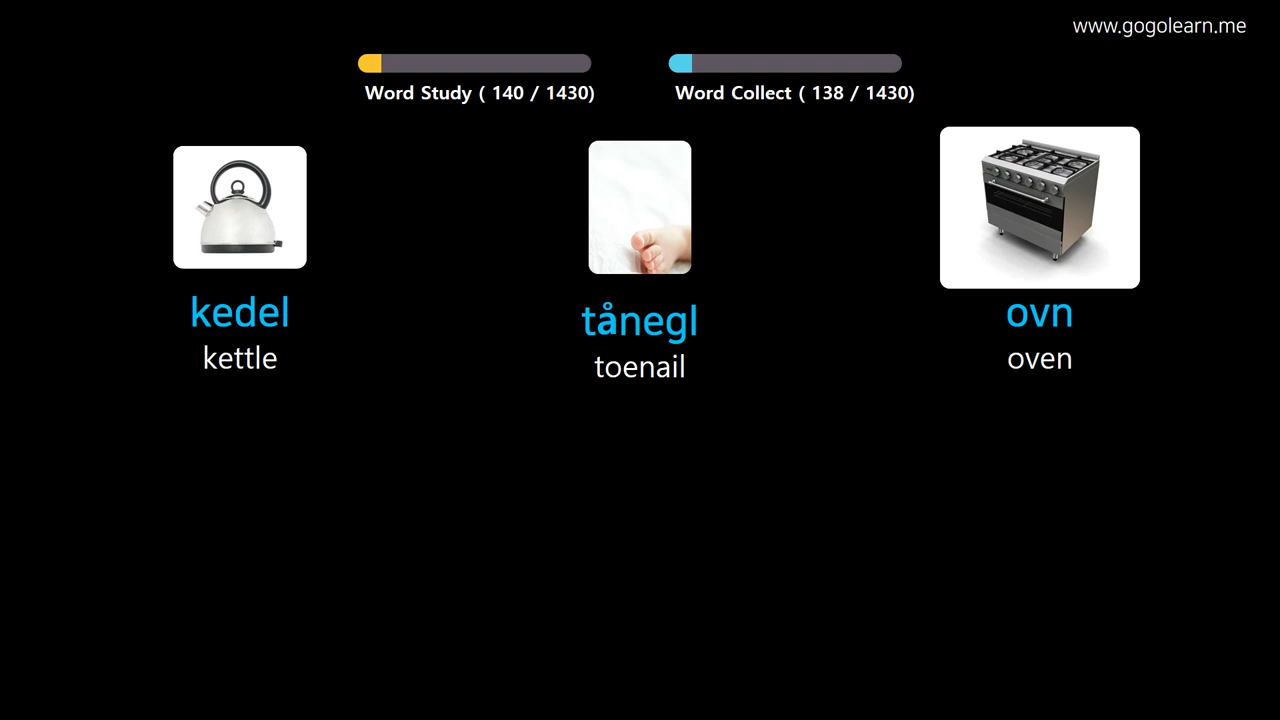 www.gogolearn.me
Word Study ( 140 / 1430)
Word Collect ( 138 / 1430)
kedel
kettle
tånegl
toenail
ovn
oven